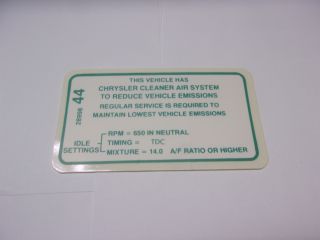 THIS VEHICLE HAS
CHRYSLER CLEANER AIR SYSTEM
TO REDUCE VEHICLE EMISSIONS
REGULAR SERVICE IS REQUIRED TO
MAINTAIN LOWEST VEHICLE EMISSIONS
44
IDLE SETTINGS
RPM = 650 IN NEUTRAL
TIMING = TDC
MIXTURE = 14.0 A/F RATIO OR HIGHER